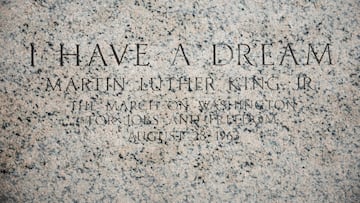 I HAVE A DREAM
MARTIN LUTHER KING, JR.
THE MARCH ON WASHINGTON
FOR JOBS AND FREEDOM
AUGUST 28, 1963